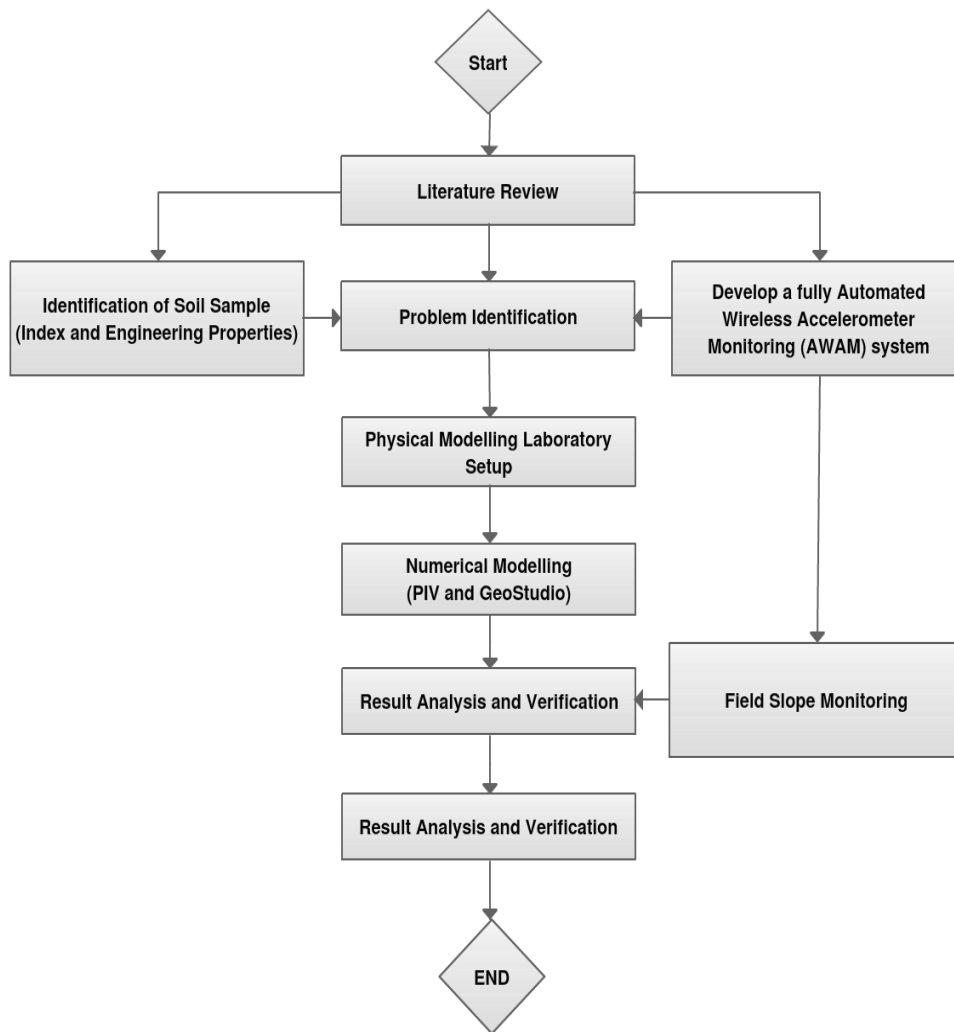 Start
Literature Review
Identification of Soil Sample
(Index and Engineering Properties)
Problem Identification
Develop a fully Automated
Wireless Accelerometer
Monitoring (AWAM) system
Physical Modelling Laboratory
Setup
Numerical Modelling
(PIV and GeoStudio)
Result Analysis and Verification
Field Slope Monitoring
Result Analysis and Verification
END